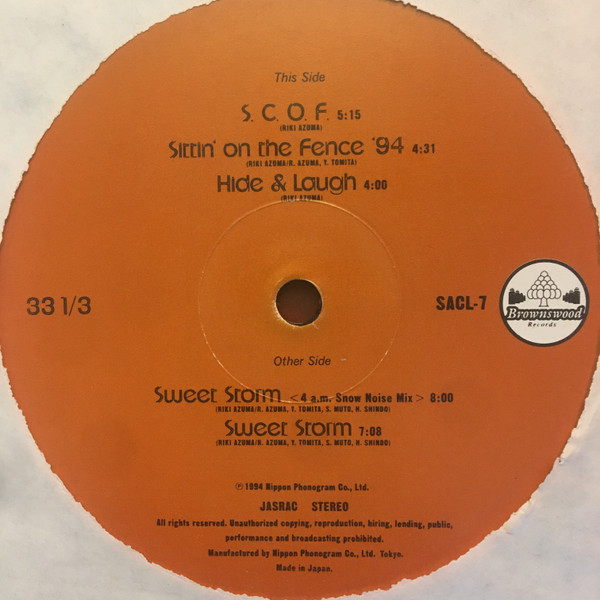 This Side
S. C. O. F. 5:15
(RIKI AZUMA)
Sittin' on the Fence '94 4:31
(RIKI AZUMA/R. AZUMA, Y. TOMITA)
Hide & Laugh 4:00
(RIKI AZUMA)
33 1/3
SACL-7
Brownswood
Records
Other Side
Sweet Storm <4 a.m. Snow Noise Mix> 8:00
(RIKI AZUMA/R. AZUMA, Y. TOMITA, S. MUTO, H. SHINDO)
Sweet Storm 7:08
(RIKI AZUMA/R. AZUMA, Y. TOMITA, S. MUTO, H. SHINDO)
℗1994 Nippon Phonogram Co., Ltd.
JASRAC STEREO
All rights reserved. Unauthorized copying, reproduction, hiring, lending, public,
performance and broadcasting prohibited.
Manufactured by Nippon Phonogram Co., Ltd. Tokyo.
Made in Japan.